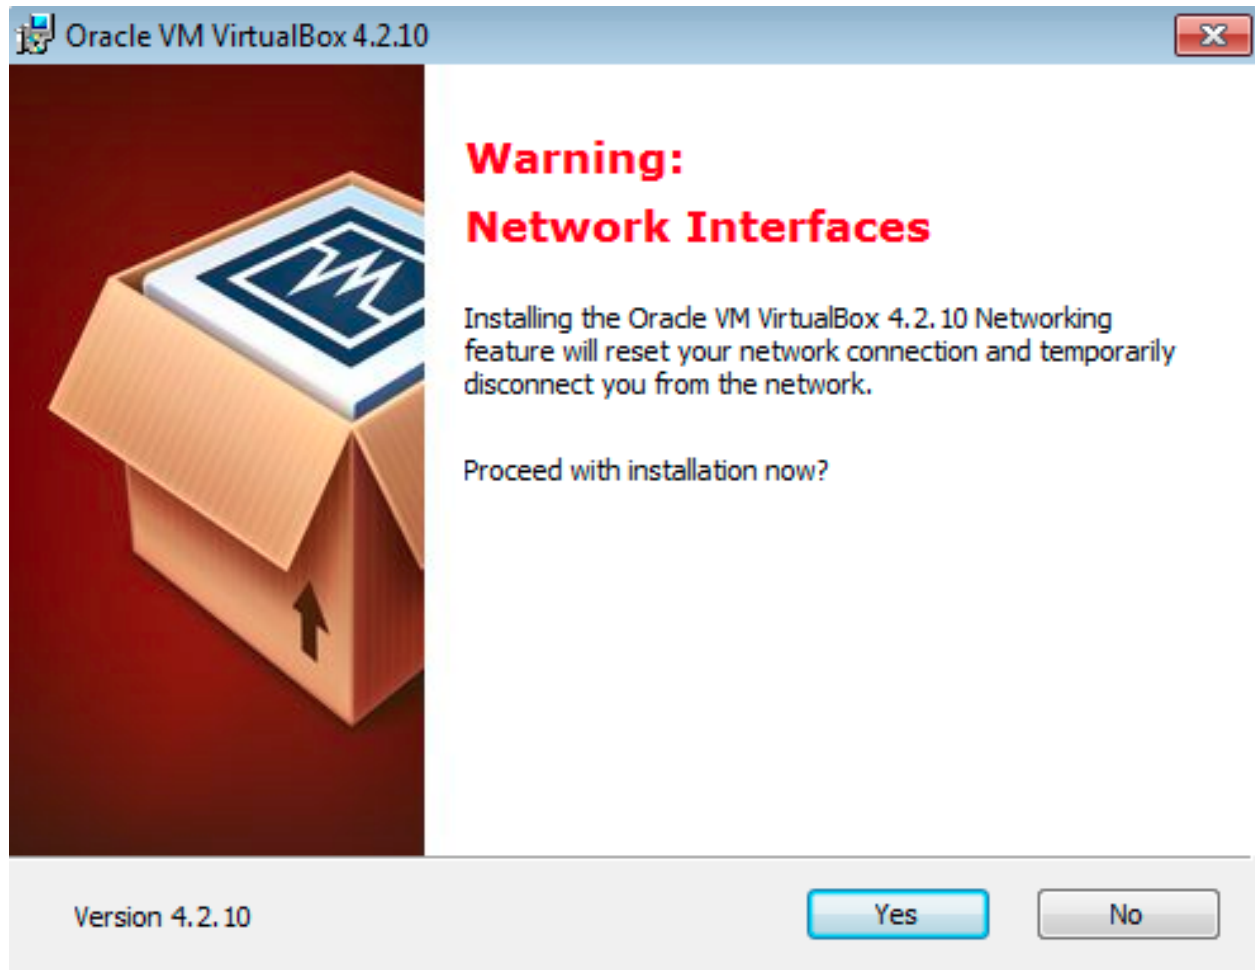 Oracle VM VirtualBox 4.2.10
Warning:
Network Interfaces
Installing the Oracle VM VirtualBox 4.2.10 Networking
feature will reset your network connection and temporarily
disconnect you from the network.
Proceed with installation now?
Version 4.2.10
Yes
No